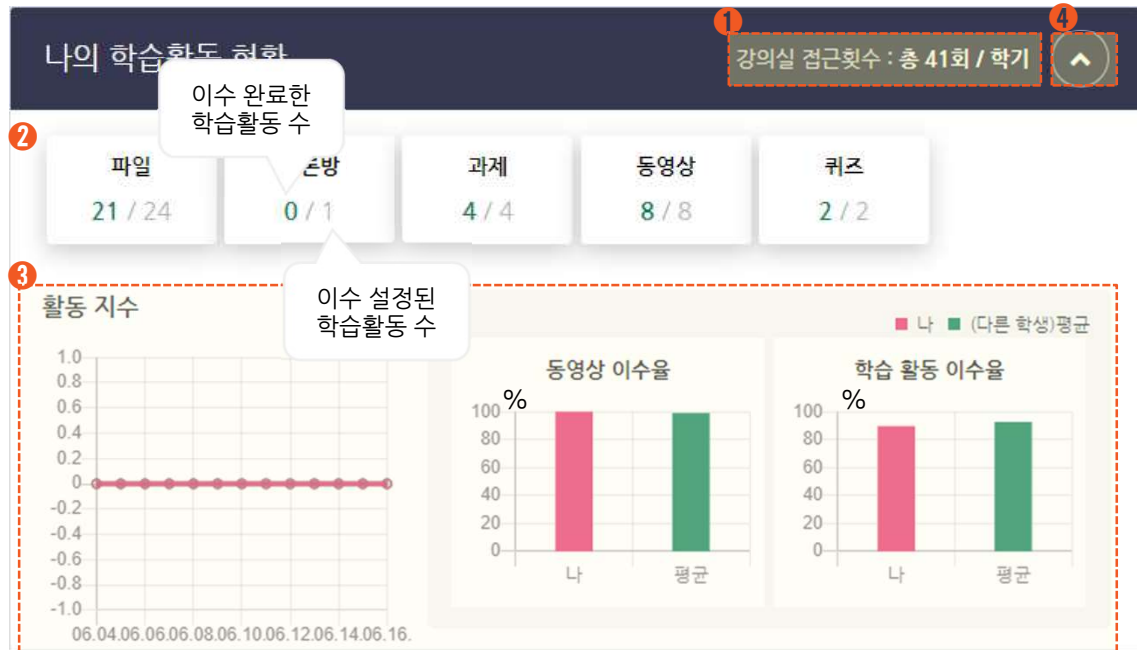 1
4
나의 학습활동 현황
강의실 접근횟수 : 총 41회 / 학기
이수 완료한
학습활동 수
2
파일
론방
과제
동영상
퀴즈
21 / 24
0 / 1
4 / 4
8 / 8
2 / 2
3
활동 지수
이수 설정된
학습활동 수
나
(다른 학생)평균
1.0
0.8
0.6
0.4
0.2
0
-0.2
-0.4
-0.6
-0.8
-1.0
06.04.06.06.06.08.06.10.06.12.06.14.06.16.
동영상 이수율
%
100
80
60
40
20
0
나
평균
학습 활동 이수율
%
100
80
60
40
20
0
나
평균